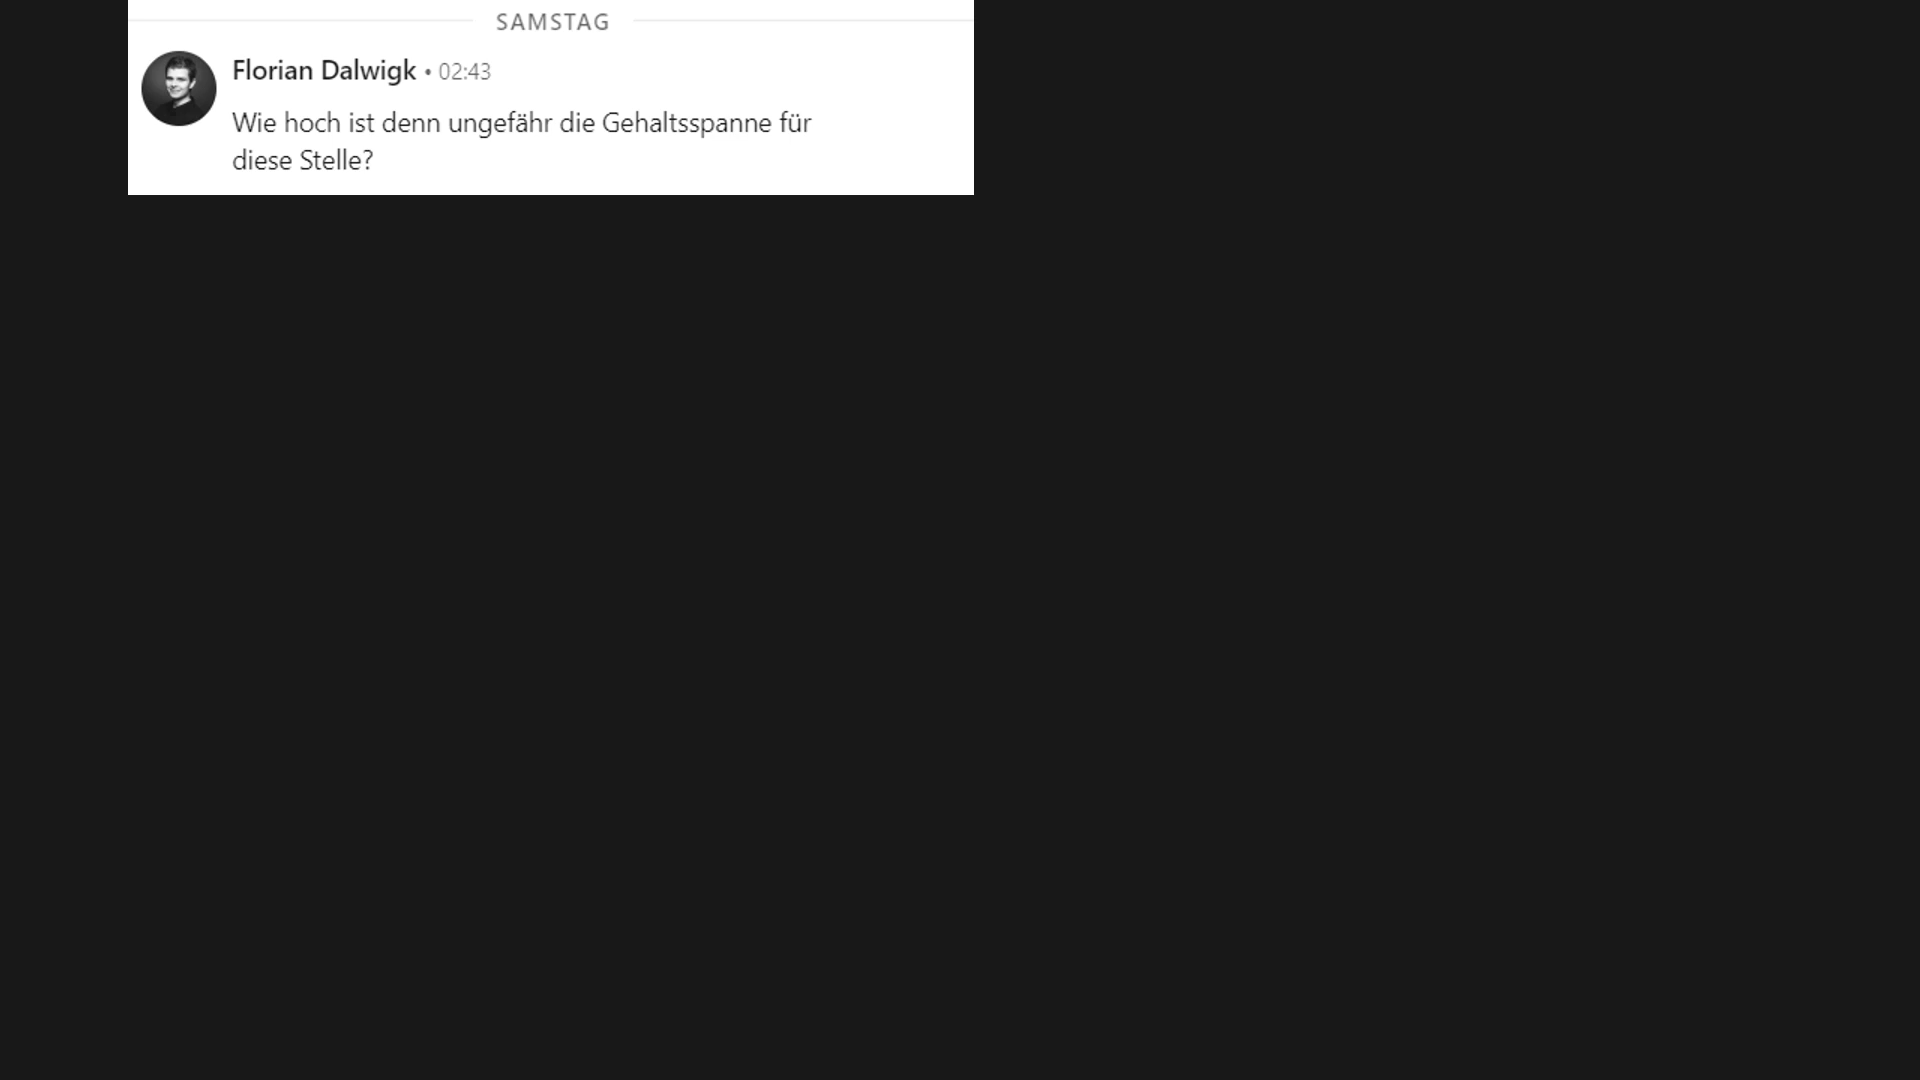 SAMSTAG
Florian Dalwigk • 02:43
Wie hoch ist denn ungefähr die Gehaltsspanne für
diese Stelle?